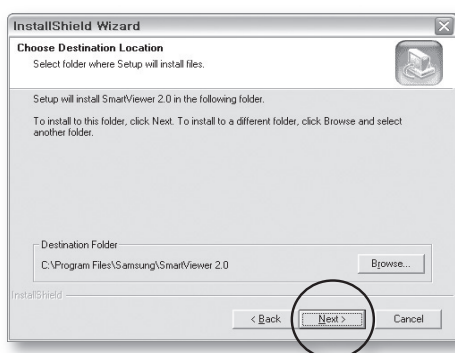 InstallShield Wizard
Choose Destination Location
Select folder where Setup will install files.
Setup will install SmartViewer 2.0 in the following folder.
To install to this folder, click Next. To install to a different folder, click Browse and select
another folder.
Destination Folder
C:\Program Files\Samsung\SmartViewer 2.0
Browse...
InstallShield
< Back
Next >
Cancel